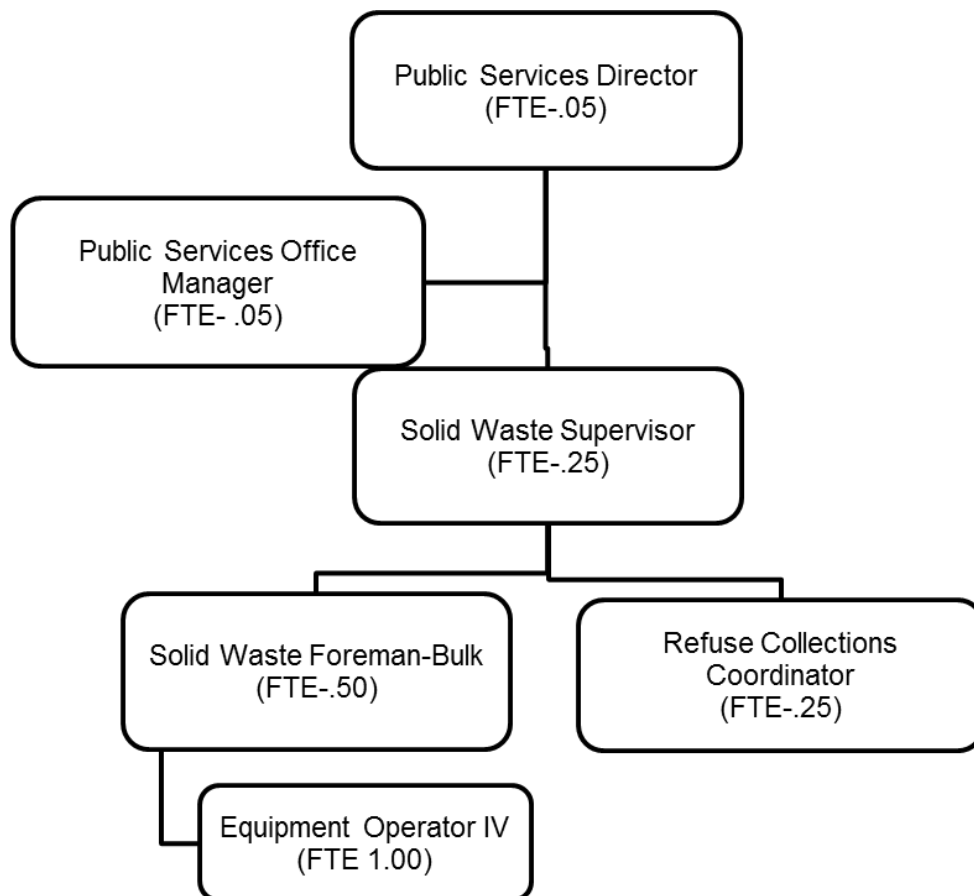 Public Services Director
(FTE-.05)
Public Services Office
Manager
(FTE- .05)
Solid Waste Supervisor
(FTE-.25)
Solid Waste Foreman-Bulk
(FTE-.50)
Refuse Collections
Coordinator
(FTE-.25)
Equipment Operator IV
(FTE 1.00)